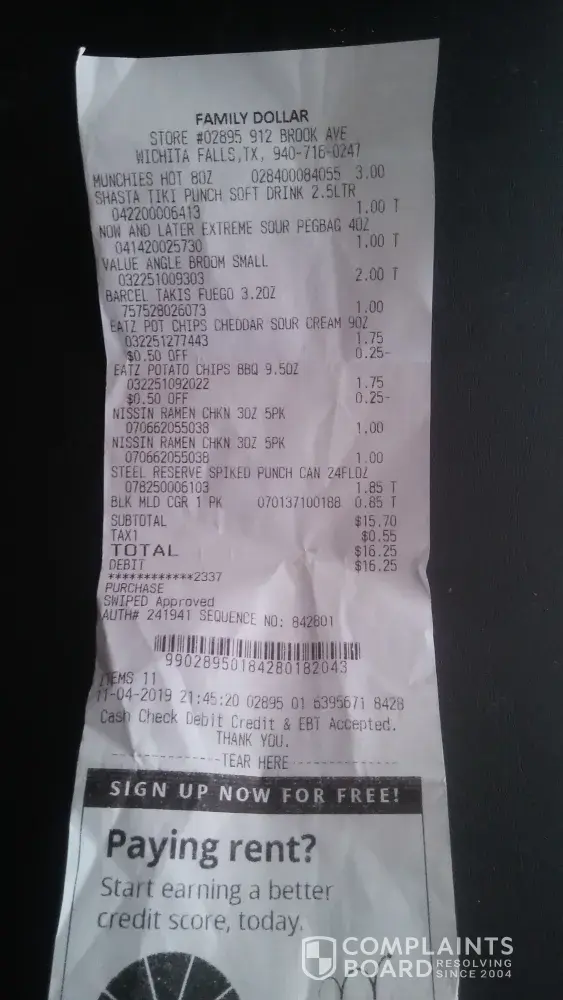 FAMILY DOLLAR
STORE #02895 912 BROOK AVE
WICHITA FALLS,TX, 940-716-0247
MUNCHIES HOT 8OZ 028400084055 3.00
SHASTA TIKI PUNCH SOFT DRINK 2.5LTR
042200006413 1.00 T
NOW AND LATER EXTREME SOUR PEGBAG 4OZ
041420025730 1.00 T
VALUE ANGLE BROOM SMALL
032251009303 2.00 T
BARCEL TAKIS FUEGO 3.2OZ
757528026073 1.00
EATZ POT CHIPS CHEDDAR SOUR CREAM 9OZ
032251277443 1.75
$0.50 OFF 0.25-
EATZ POTATO CHIPS BBQ 9.5OZ
032251092022 1.75
$0.50 OFF 0.25-
NISSIN RAMEN CHKN 3OZ 5PK
070662055038 1.00
NISSIN RAMEN CHKN 3OZ 5PK
070662055038 1.00
STEEL RESERVE SPIKED PUNCH CAN 24FLOZ
078250006103 1.85 T
BLK MLD CGR 1 PK 070137100188 0.85 T
SUBTOTAL $15.70
TAX1 $0.55
TOTAL $16.25
DEBIT $16.25
************2337
PURCHASE
SWIPED Approved
AUTH# 241941 SEQUENCE NO: 842801
99028950184280182043
ITEMS 11
11-04-2019 21:45:20 02895 01 6395671 8428
Cash Check Debit Credit & EBT Accepted.
THANK YOU.
TEAR HERE
SIGN UP NOW FOR FREE!
Paying rent?
Start earning a better
credit score, today.
COMPLAINTS
BOARD RESOLVING
SINCE 2004